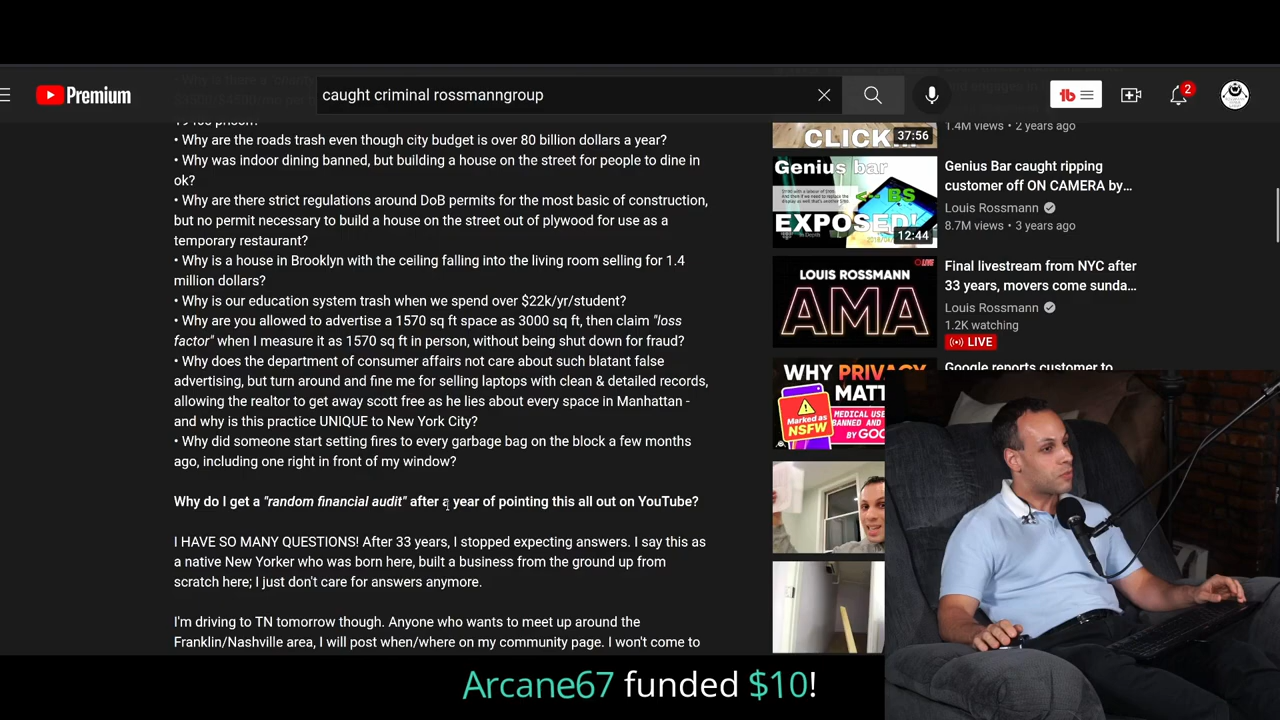 Premium
caught criminal rossmanngroup
2
• Why are the roads trash even though city budget is over 80 billion dollars a year?
• Why was indoor dining banned, but building a house on the street for people to dine in
ok?
• Why are there strict regulations around DoB permits for the most basic of construction,
but no permit necessary to build a house on the street out of plywood for use as a
temporary restaurant?
• Why is a house in Brooklyn with the ceiling falling into the living room selling for 1.4
million dollars?
• Why is our education system trash when we spend over $22k/yr/student?
• Why are you allowed to advertise a 1570 sq ft space as 3000 sq ft, then claim "loss
factor" when I measure it as 1570 sq ft in person, without being shut down for fraud?
• Why does the department of consumer affairs not care about such blatant false
advertising, but turn around and fine me for selling laptops with clean & detailed records,
allowing the realtor to get away scott free as he lies about every space in Manhattan -
and why is this practice UNIQUE to New York City?
• Why did someone start setting fires to every garbage bag on the block a few months
ago, including one right in front of my window?
Why do I get a "random financial audit" after a year of pointing this all out on YouTube?
I HAVE SO MANY QUESTIONS! After 33 years, I stopped expecting answers. I say this as
a native New Yorker who was born here, built a business from the ground up from
scratch here; I just don't care for answers anymore.
I'm driving to TN tomorrow though. Anyone who wants to meet up around the
Franklin/Nashville area, I will post when/where on my community page. I won't come to
CLICK
37:56
1.4M views • 2 years ago
Genius bar
<-- BS
EXPOSED!
12:44
Genius Bar caught ripping
customer off ON CAMERA by...
Louis Rossmann
8.7M views • 3 years ago
LIVE
LOUIS ROSSMANN
AMA
Final livestream from NYC after
33 years, movers come sunda...
Louis Rossmann
1.2K watching
LIVE
WHY PRIVA
MATT
Marked as
NSFW
MEDICAL USE
BANNED AND
BY GOO
Google reports customer to
Arcane67 funded $10!